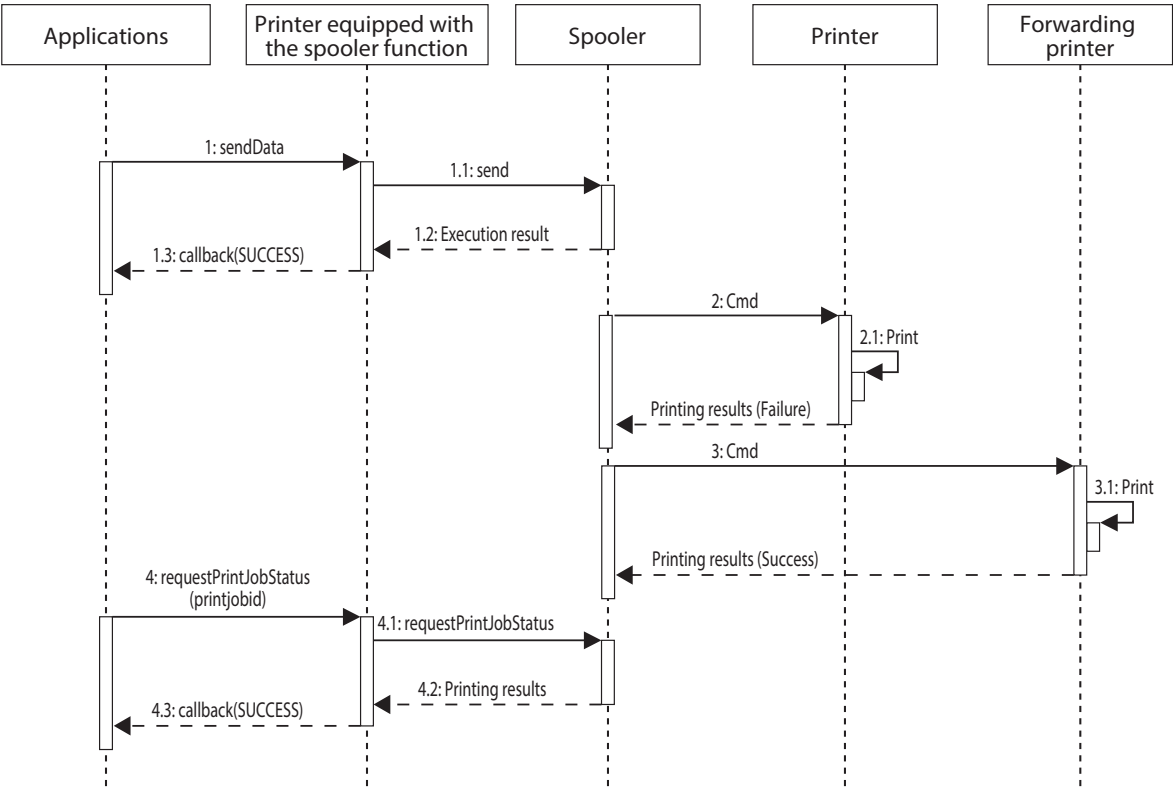 Applications
Printer equipped with
the spooler function
Spooler
Printer
Forwarding
printer
1: sendData
1.1: send
1.2: Execution result
1.3: callback(SUCCESS)
2: Cmd
2.1: Print
Printing results (Failure)
3: Cmd
3.1: Print
Printing results (Success)
4: requestPrintJobStatus
(printjobid)
4.1: requestPrintJobStatus
4.2: Printing results
4.3: callback(SUCCESS)